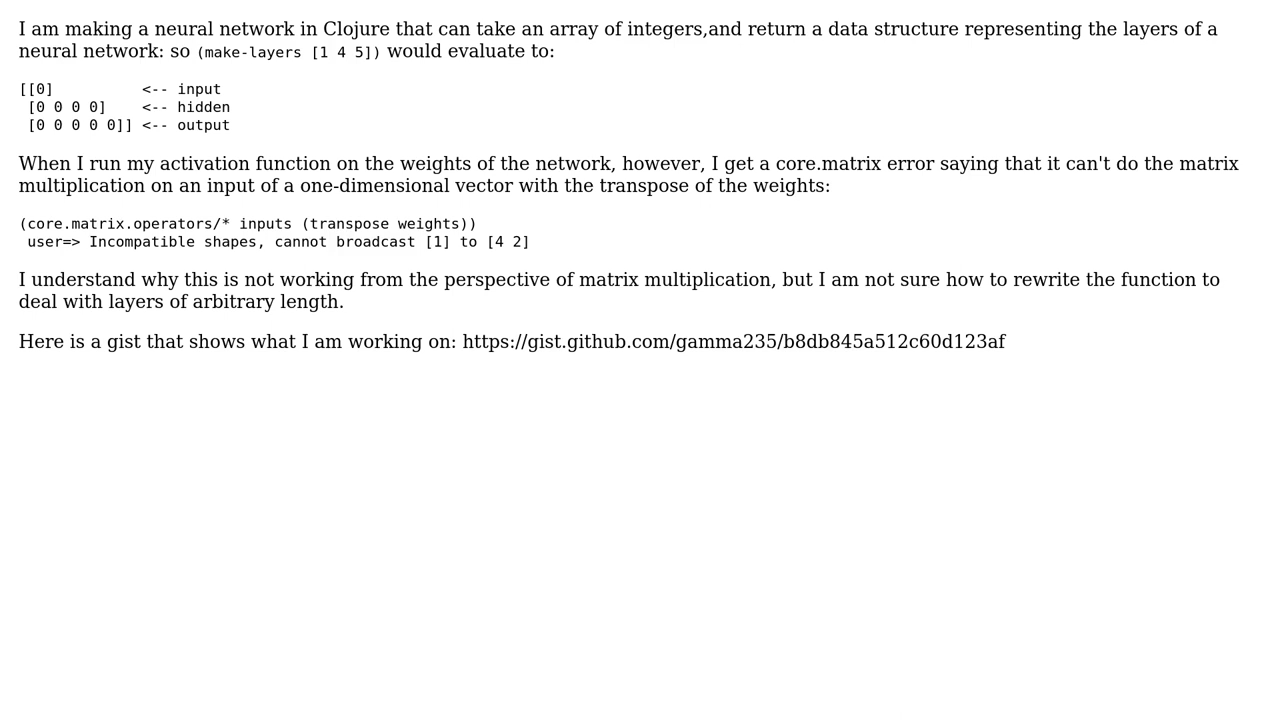 I am making a neural network in Clojure that can take an array of integers,and return a data structure representing the layers of a
neural network: so (make-layers [1 4 5]) would evaluate to:
[[0]          <-- input
 [0 0 0 0]    <-- hidden
 [0 0 0 0 0]] <-- output
When I run my activation function on the weights of the network, however, I get a core.matrix error saying that it can't do the matrix
multiplication on an input of a one-dimensional vector with the transpose of the weights:
(core.matrix.operators/* inputs (transpose weights))
 user=> Incompatible shapes, cannot broadcast [1] to [4 2]
I understand why this is not working from the perspective of matrix multiplication, but I am not sure how to rewrite the function to
deal with layers of arbitrary length.
Here is a gist that shows what I am working on: https://gist.github.com/gamma235/b8db845a512c60d123af